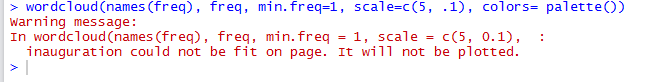 > wordcloud(names(freq), freq, min.freq=1, scale=c(5, .1), colors= palette())
Warning message:
In wordcloud(names(freq), freq, min.freq = 1, scale = c(5, 0.1),  :
  inauguration could not be fit on page. It will not be plotted.
>